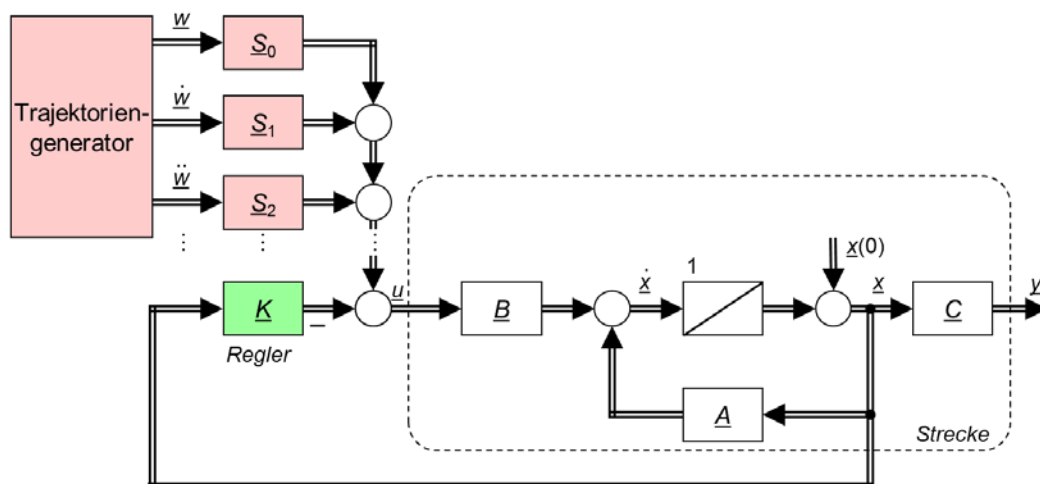 w
S0
Trajektorien-
generator
ẇ
S1
ẅ
S2
⋮ ⋮ ⋮
x(0)
K
–
u
B
ẋ
1
x
C
y
Regler
A
Strecke